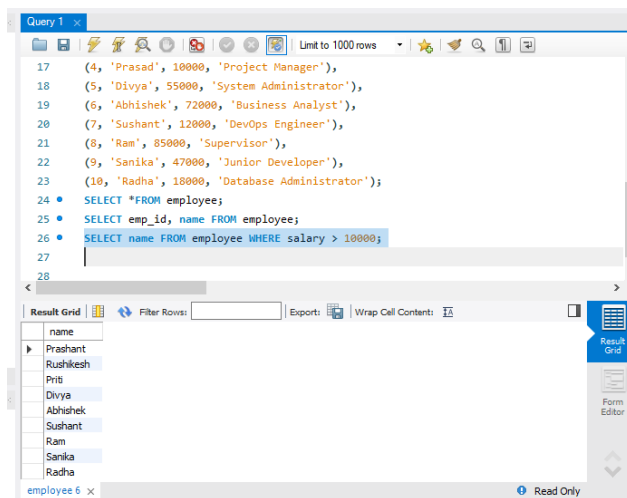 Query 1
Limit to 1000 rows
17 (4, 'Prasad', 10000, 'Project Manager'),
18 (5, 'Divya', 55000, 'System Administrator'),
19 (6, 'Abhishek', 72000, 'Business Analyst'),
20 (7, 'Sushant', 12000, 'DevOps Engineer'),
21 (8, 'Ram', 85000, 'Supervisor'),
22 (9, 'Sanika', 47000, 'Junior Developer'),
23 (10, 'Radha', 18000, 'Database Administrator');
24 SELECT *FROM employee;
25 SELECT emp_id, name FROM employee;
26 SELECT name FROM employee WHERE salary > 10000;
27
28
Result Grid Filter Rows: Export: Wrap Cell Content: IA
name
Prashant
Rushikesh
Priti
Divya
Abhishek
Sushant
Ram
Sanika
Radha
Result
Grid
Form
Editor
employee 6 Read Only